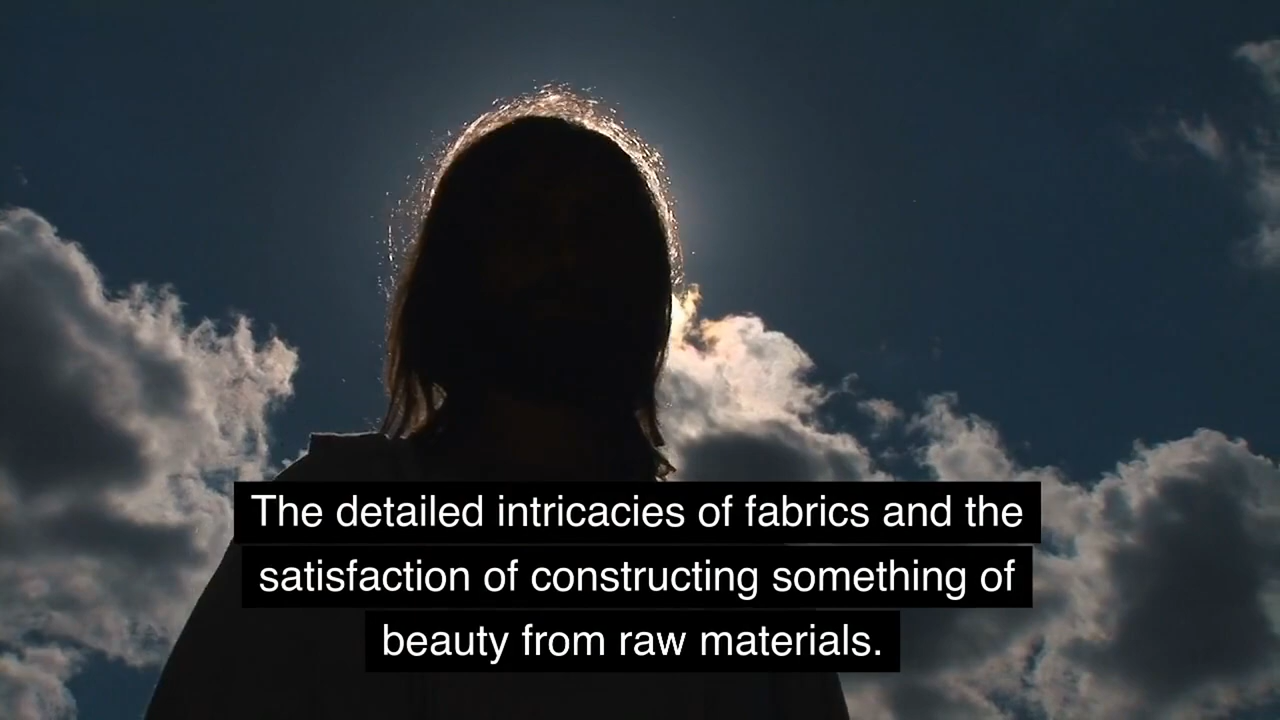 The detailed intricacies of fabrics and the
satisfaction of constructing something of
beauty from raw materials.